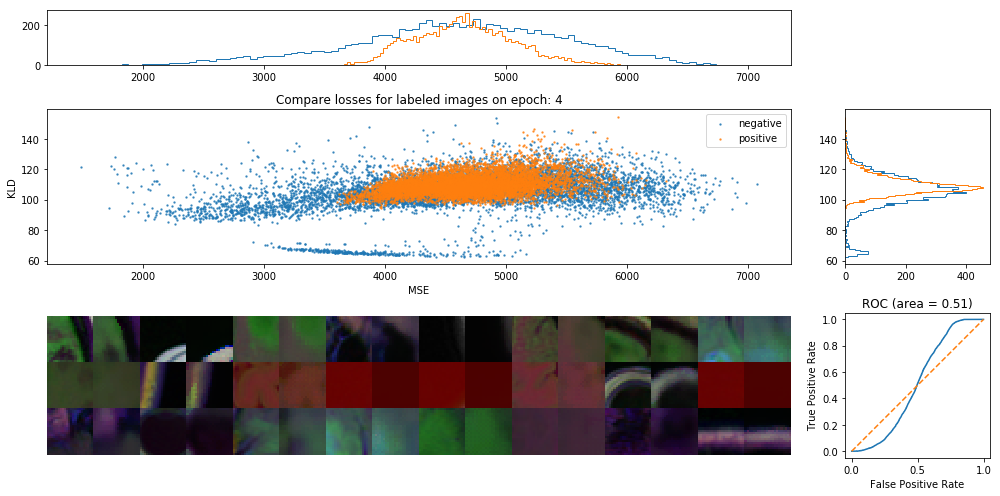 200
0
2000 3000 4000 5000 6000 7000
Compare losses for labeled images on epoch: 4
negative
positive
KLD
140
120
100
80
60
2000 3000 4000 5000 6000 7000
MSE
140
120
100
80
60
0 200 400
ROC (area = 0.51)
True Positive Rate
1.0
0.8
0.6
0.4
0.2
0.0
0.0 0.5 1.0
False Positive Rate